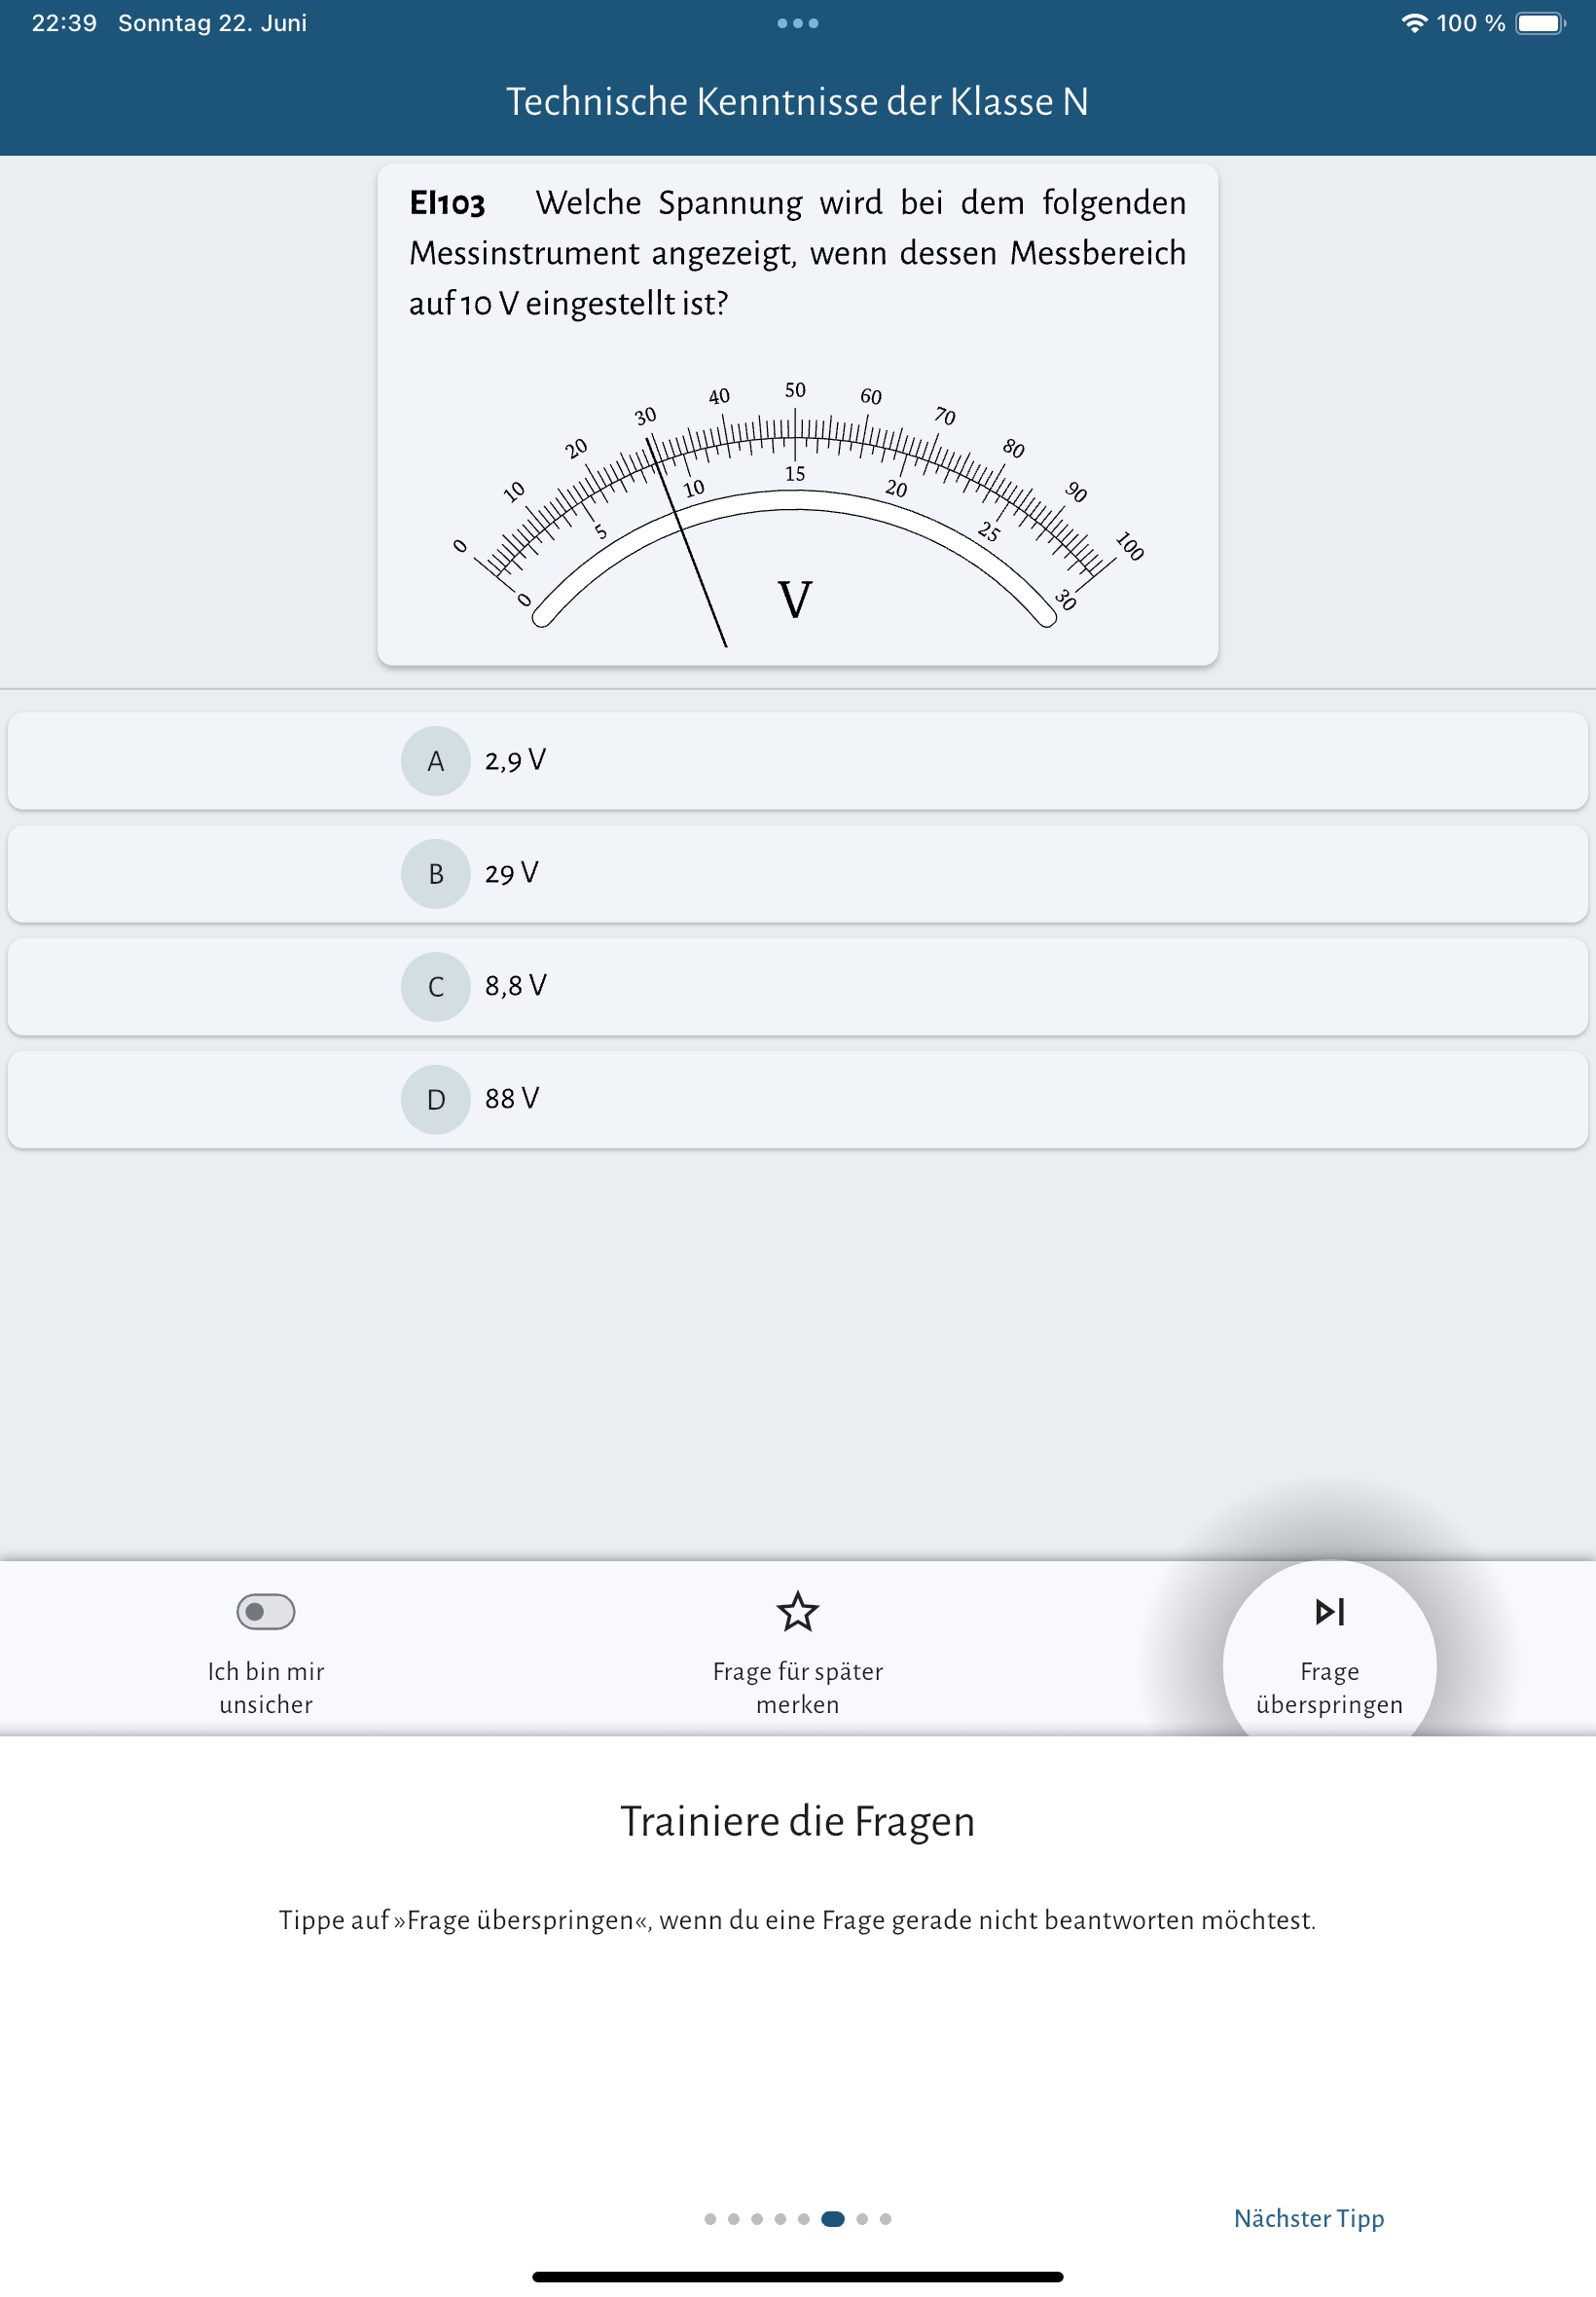 22:39 Sonntag 22. Juni 100 %
Technische Kenntnisse der Klasse N
EI103 Welche Spannung wird bei dem folgenden
Messinstrument angezeigt, wenn dessen Messbereich
auf 10 V eingestellt ist?
0 10 20 30 40 50 60 70 80 90 100
0 5 10 15 20 25 30
V
A 2,9 V
B 29 V
C 8,8 V
D 88 V
Ich bin mir
unsicher
Frage für später
merken
Frage
überspringen
Trainiere die Fragen
Tippe auf »Frage überspringen«, wenn du eine Frage gerade nicht beantworten möchtest.
Nächster Tipp